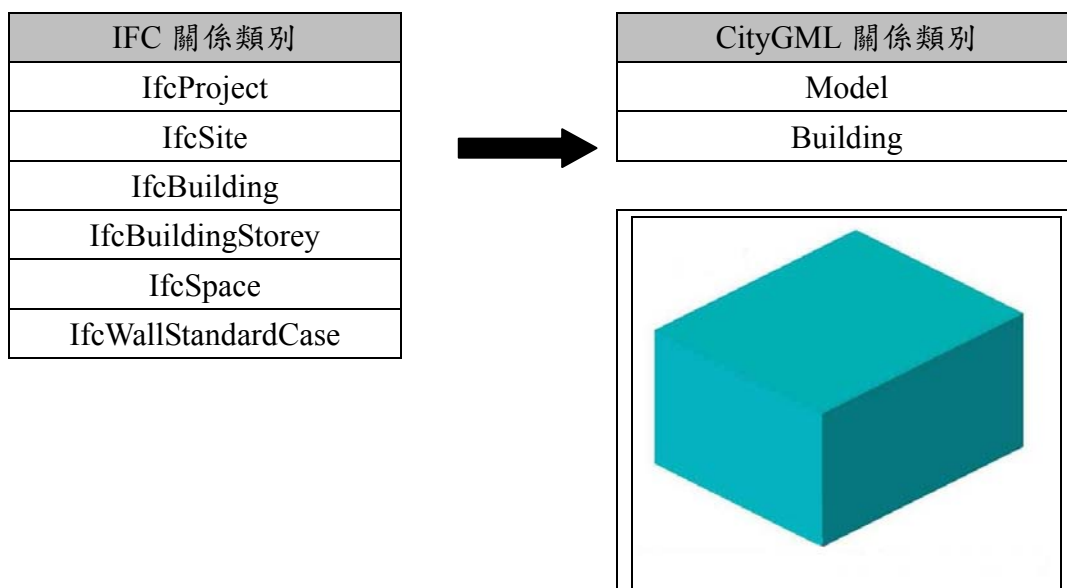 IFC 關係類別
IfcProject
IfcSite
IfcBuilding
IfcBuildingStorey
IfcSpace
IfcWallStandardCase
CityGML 關係類別
Model
Building